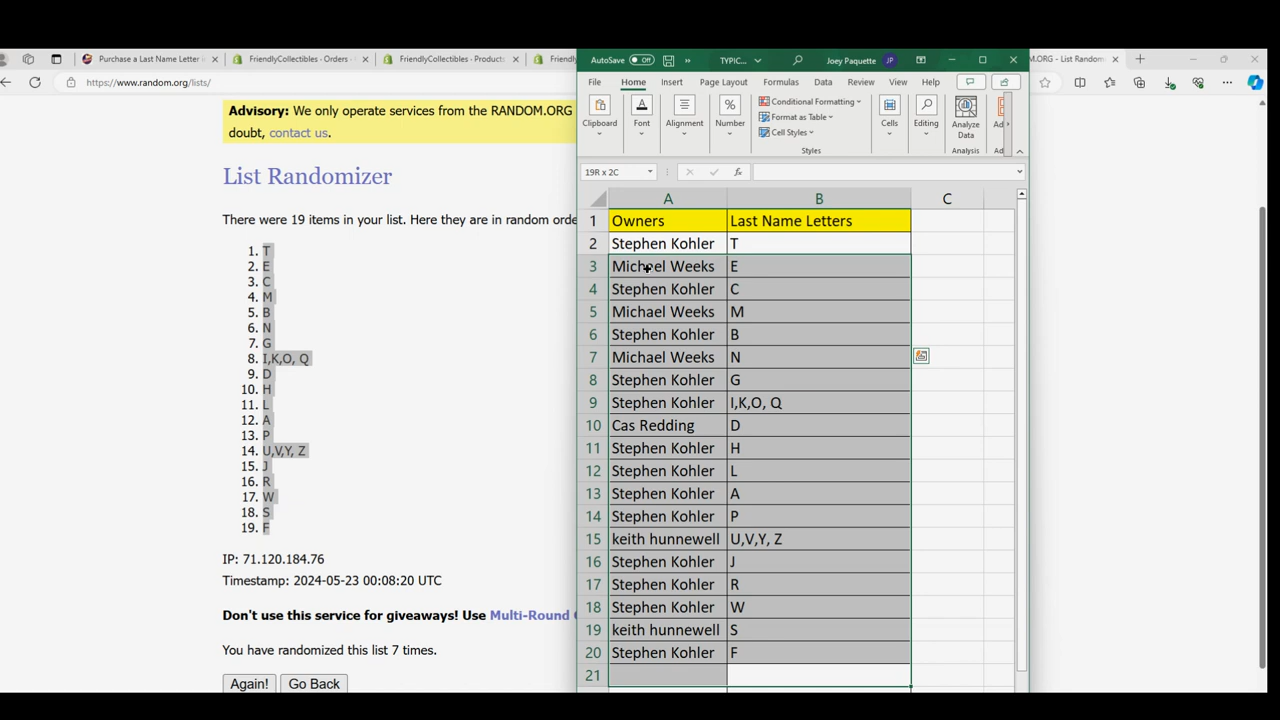 Purchase a Last Name Letter i
FriendlyCollectibles · Orders ·
FriendlyCollectibles · Products ·
Friend
https://www.random.org/lists/
Advisory: We only operate services from the RANDOM.ORG
doubt, contact us.
List Randomizer
There were 19 items in your list. Here they are in random orde
1. T
2. E
3. C
4. M
5. B
6. N
7. G
8. I,K,O, Q
9. D
10. H
11. L
12. A
13. P
14. U,V,Y, Z
15. J
16. R
17. W
18. S
19. F
IP: 71.120.184.76
Timestamp: 2024-05-23 00:08:20 UTC
Don't use this service for giveaways! Use Multi-Round
You have randomized this list 7 times.
Again! Go Back
AutoSave Off TYPIC... Joey Paquette JP
M.ORG - List Random
File Home Insert Page Layout Formulas Data Review View Help
Clipboard Font Alignment Number
Conditional Formatting
Format as Table
Cell Styles
Styles
Cells Editing
Analyze Data
Analysis
19R x 2C fx
A B C
1 Owners Last Name Letters
2 Stephen Kohler T
3 Michael Weeks E
4 Stephen Kohler C
5 Michael Weeks M
6 Stephen Kohler B
7 Michael Weeks N
8 Stephen Kohler G
9 Stephen Kohler I,K,O, Q
10 Cas Redding D
11 Stephen Kohler H
12 Stephen Kohler L
13 Stephen Kohler A
14 Stephen Kohler P
15 keith hunnewell U,V,Y, Z
16 Stephen Kohler J
17 Stephen Kohler R
18 Stephen Kohler W
19 keith hunnewell S
20 Stephen Kohler F
21